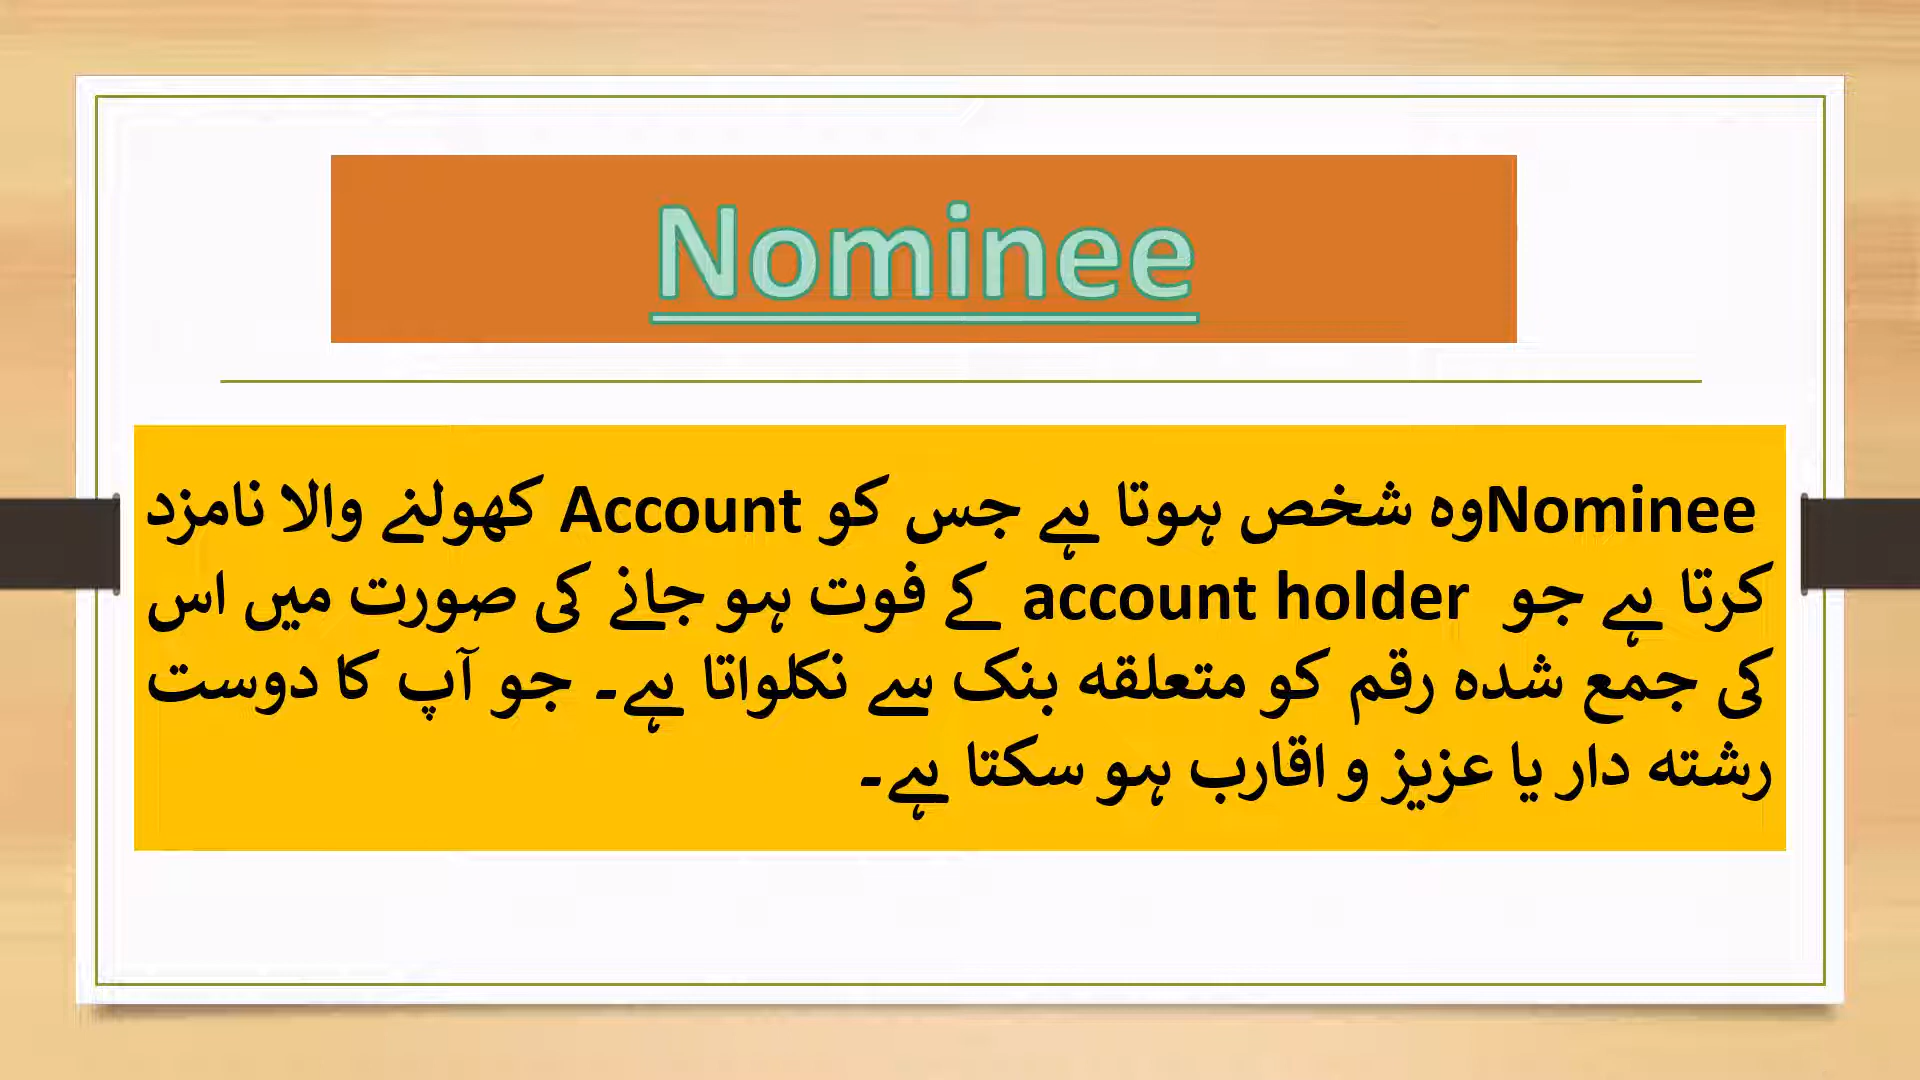 Nominee
Nomineeوہ شخص ہوتا ہے جس کو Account کھولنے والا نامزد
کرتا ہے جو account holder کے فوت ہو جانے کی صورت میں اس
کی جمع شدہ رقم کو متعلقہ بنک سے نکلواتا ہے۔ جو آپ کا دوست
رشتہ دار یا عزیز و اقارب ہو سکتا ہے۔